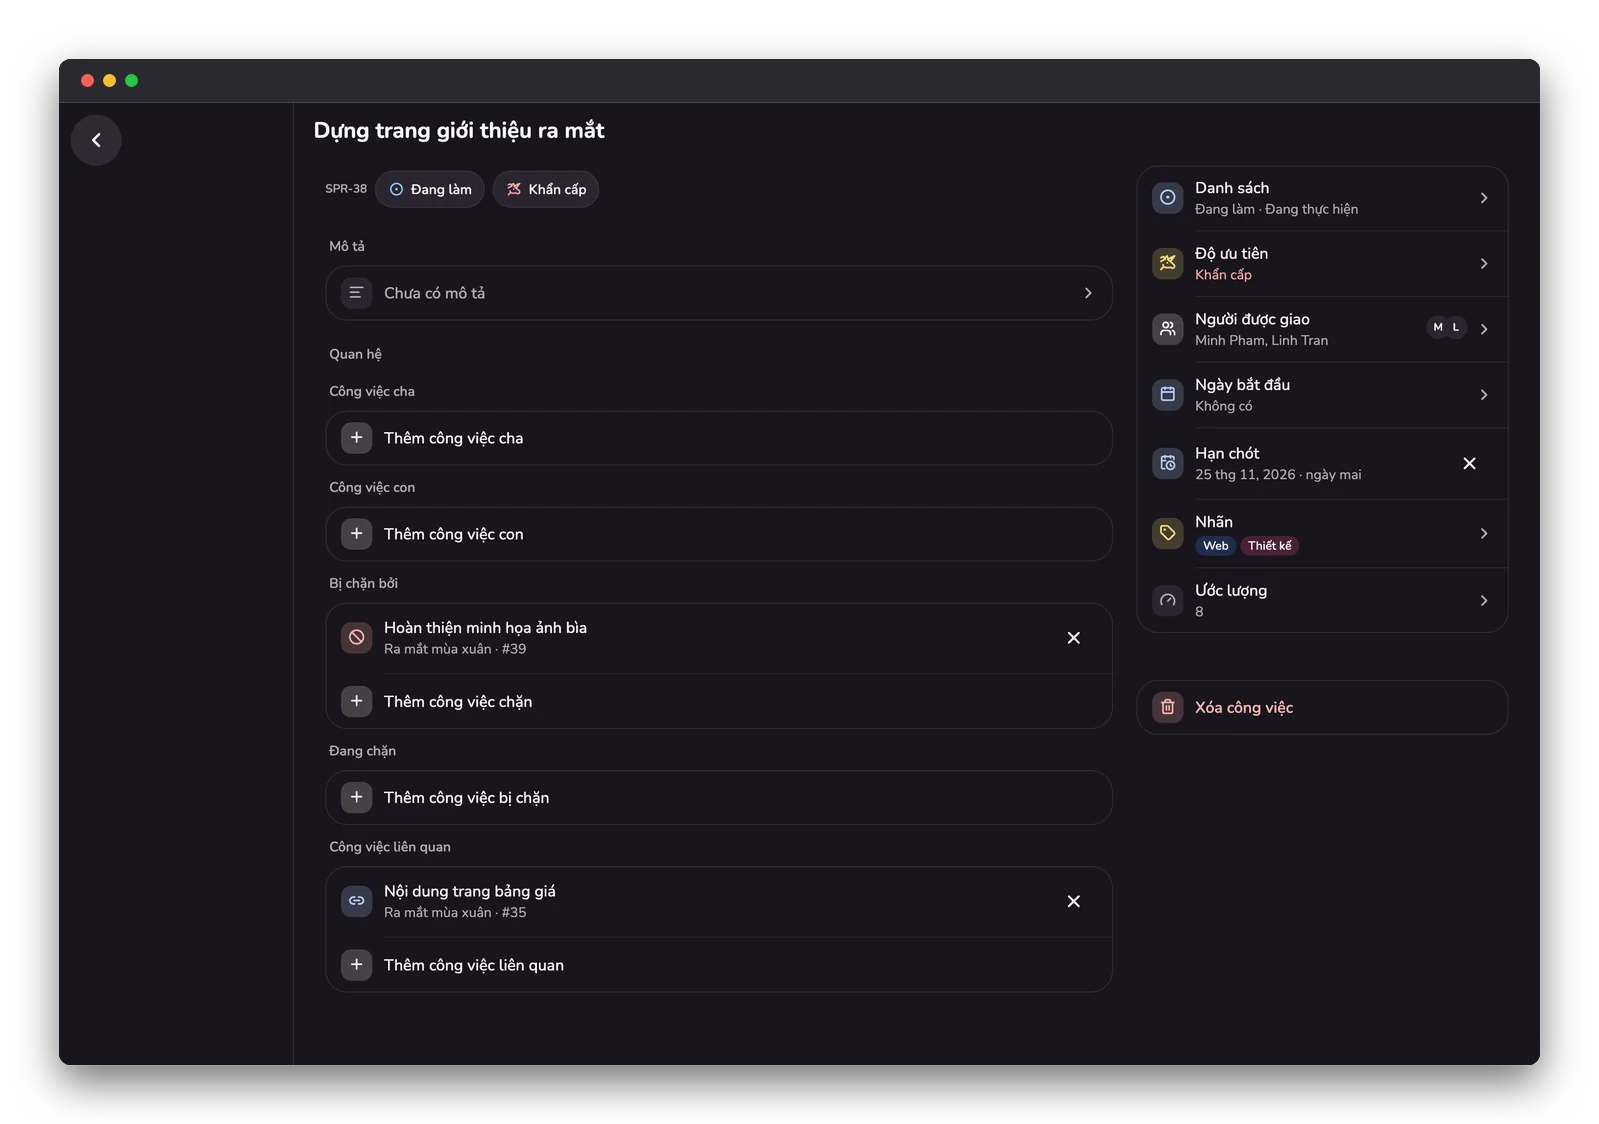 Dựng trang giới thiệu ra mắt
SPR-38
Đang làm
Khẩn cấp
Mô tả
Chưa có mô tả
Quan hệ
Công việc cha
Thêm công việc cha
Công việc con
Thêm công việc con
Bị chặn bởi
Hoàn thiện minh họa ảnh bìa
Ra mắt mùa xuân · #39
Thêm công việc chặn
Đang chặn
Thêm công việc bị chặn
Công việc liên quan
Nội dung trang bảng giá
Ra mắt mùa xuân · #35
Thêm công việc liên quan
Danh sách
Đang làm · Đang thực hiện
Độ ưu tiên
Khẩn cấp
Người được giao
Minh Pham, Linh Tran
M L
Ngày bắt đầu
Không có
Hạn chót
25 thg 11, 2026 · ngày mai
Nhãn
Web Thiết kế
Ước lượng
8
Xóa công việc